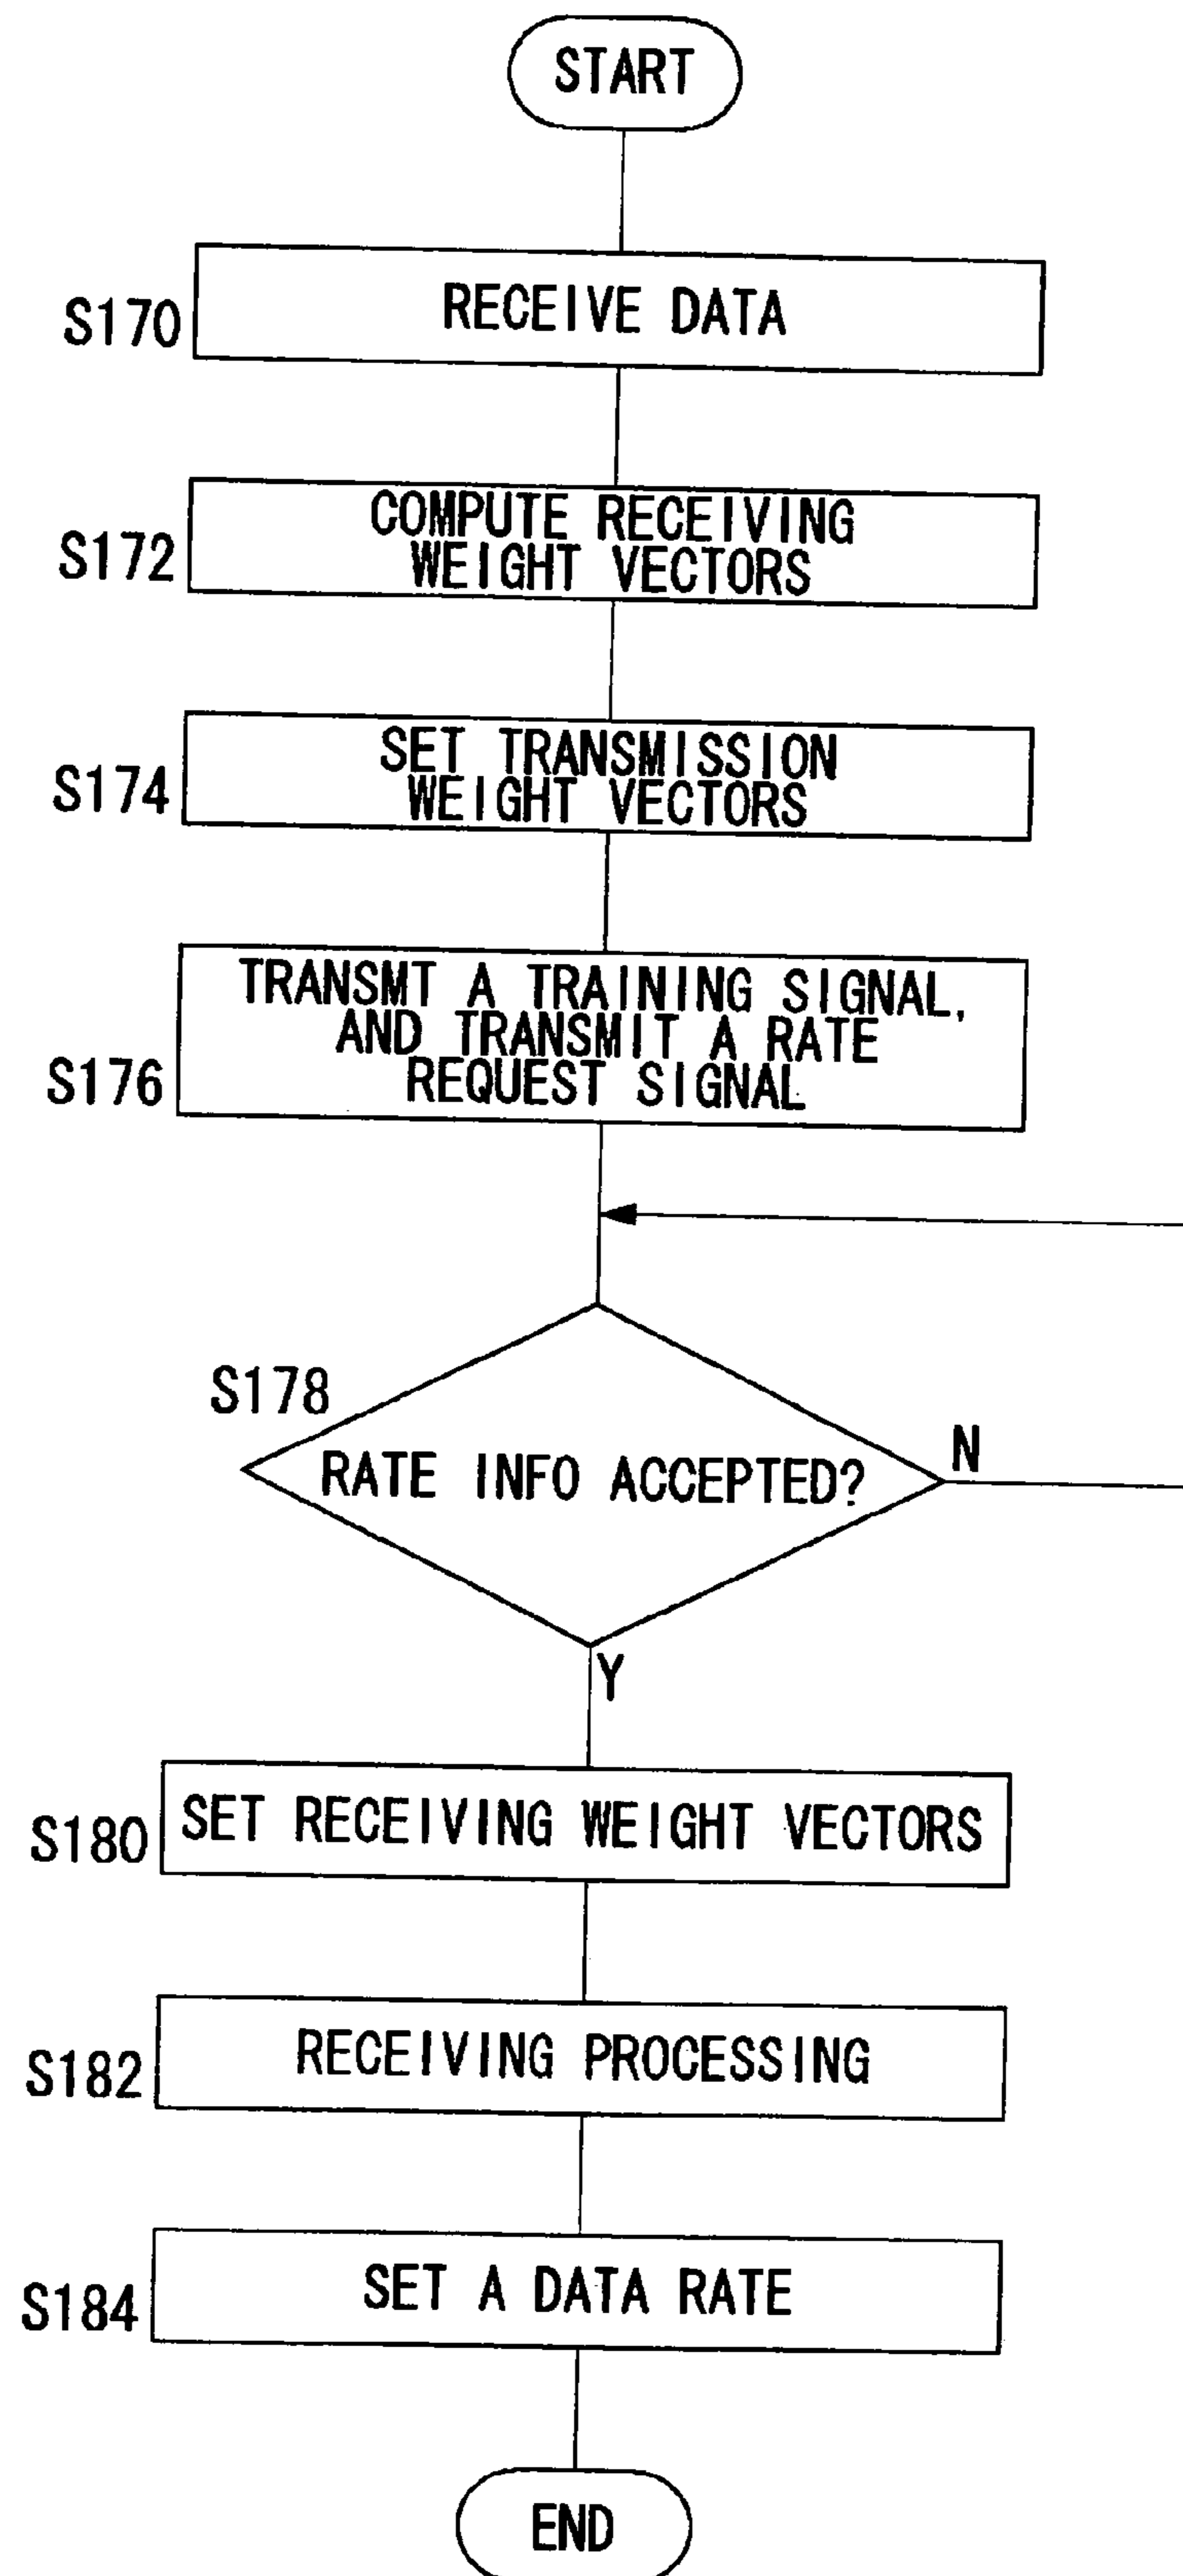 START
S170
RECEIVE DATA
S172
COMPUTE RECEIVING
WEIGHT VECTORS
S174
SET TRANSMISSION
WEIGHT VECTORS
S176
TRANSMT A TRAINING SIGNAL,
AND TRANSMIT A RATE
REQUEST SIGNAL
S178
RATE INFO ACCEPTED?
N
Y
S180
SET RECEIVING WEIGHT VECTORS
S182
RECEIVING PROCESSING
S184
SET A DATA RATE
END